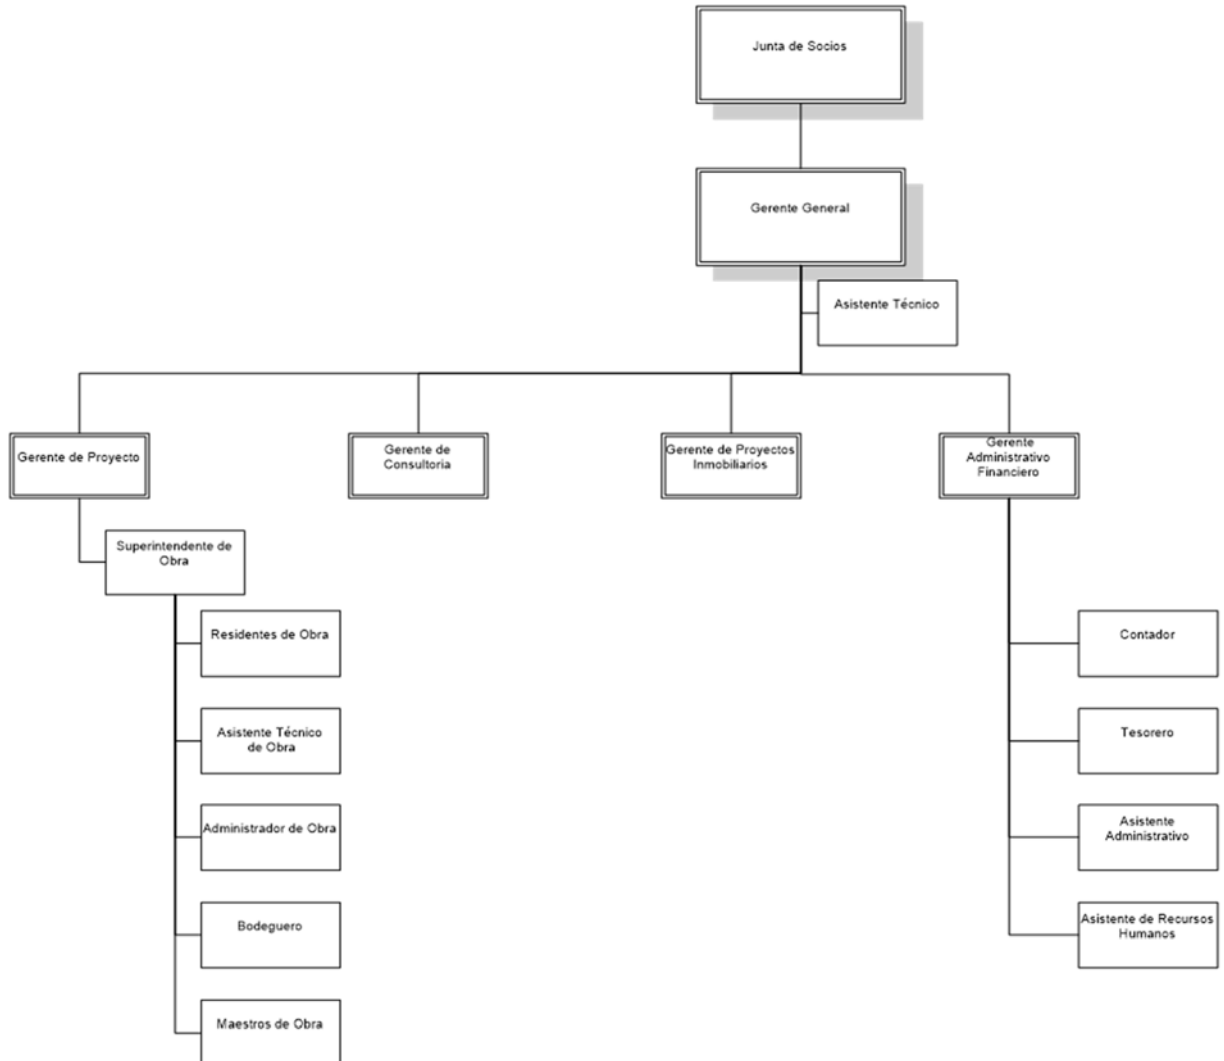 Junta de Socios
Gerente General
Asistente Técnico
Gerente de Proyecto
Gerente de
Consultoría
Gerente de Proyectos
Inmobiliarios
Gerente
Administrativo
Financiero
Superintendente de
Obra
Residentes de Obra
Asistente Técnico
de Obra
Administrador de Obra
Bodeguero
Maestros de Obra
Contador
Tesorero
Asistente
Administrativo
Asistente de Recursos
Humanos